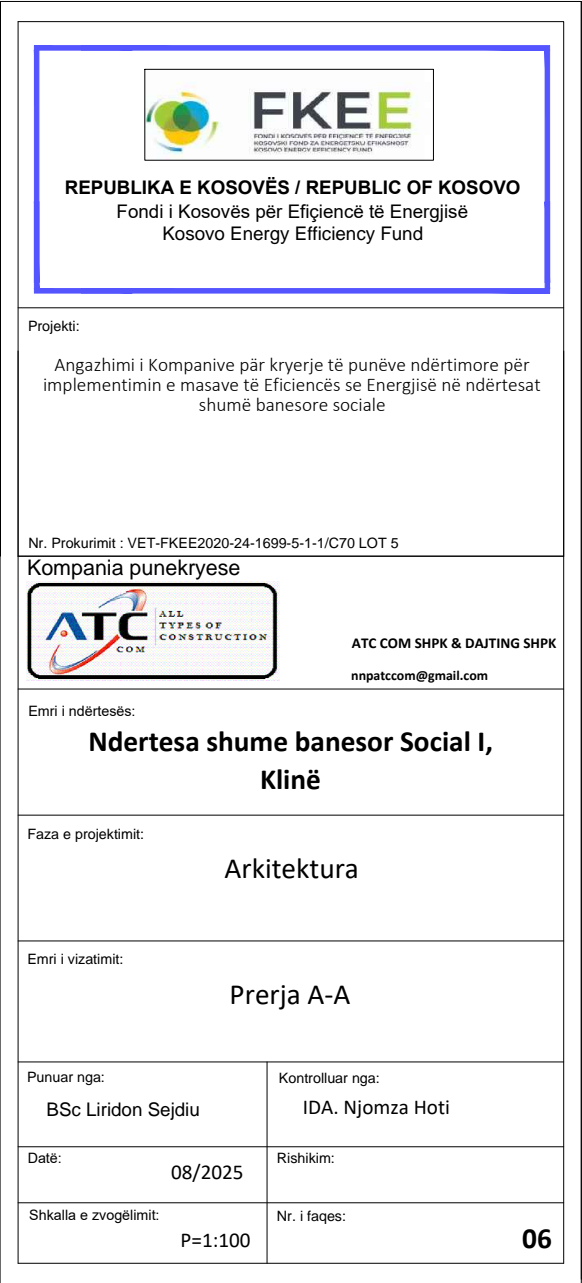 FKEE
FONDI I KOSOVËS PËR EFIÇIENCË TË ENERGJISË
KOSOVSKI FOND ZA ENERGETSKU EFIKASNOST
KOSOVO ENERGY EFFICIENCY FUND
REPUBLIKA E KOSOVËS / REPUBLIC OF KOSOVO
Fondi i Kosovës për Efiçiencë të Energjisë
Kosovo Energy Efficiency Fund
Projekti:
Angazhimi i Kompanive pär kryerje të punëve ndërtimore për
implementimin e masave të Eficiencës se Energjisë në ndërtesat
shumë banesore sociale
Nr. Prokurimit : VET-FKEE2020-24-1699-5-1-1/C70 LOT 5
Kompania punekryese
ATC
COM
ALL
TYPES OF
CONSTRUCTION
ATC COM SHPK & DAJTING SHPK
nnpatccom@gmail.com
Emri i ndërtesës:
Ndertesa shume banesor Social I,
Klinë
Faza e projektimit:
Arkitektura
Emri i vizatimit:
Prerja A-A
Punuar nga:
BSc Liridon Sejdiu
Kontrolluar nga:
IDA. Njomza Hoti
Datë:
08/2025
Rishikim:
Shkalla e zvogëlimit:
P=1:100
Nr. i faqes:
06